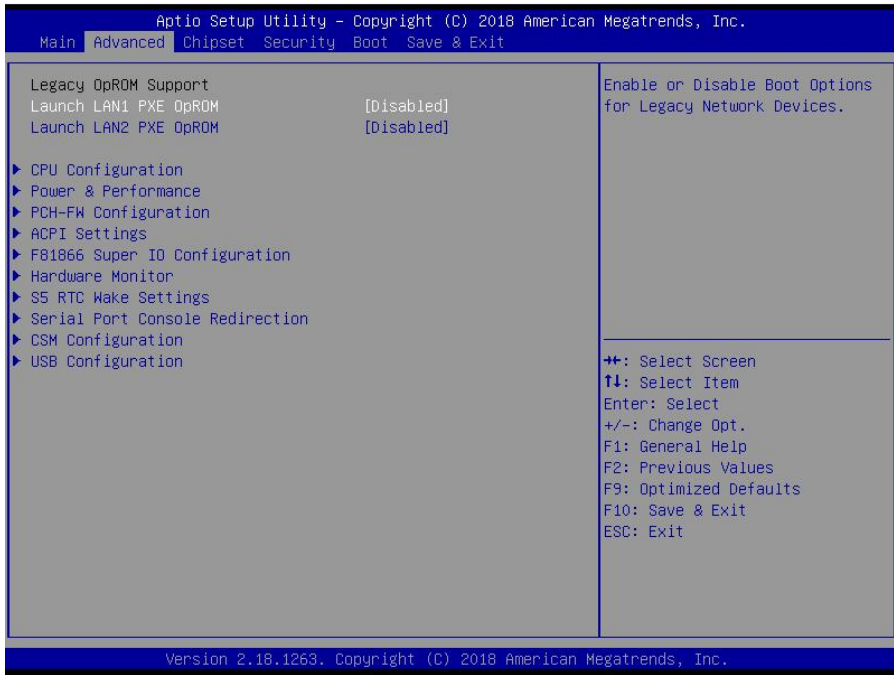 Aptio Setup Utility – Copyright (C) 2018 American Megatrends, Inc.
Main Advanced Chipset Security Boot Save & Exit
Legacy OpROM Support
Launch LAN1 PXE OpROM [Disabled]
Launch LAN2 PXE OpROM [Disabled]
▶ CPU Configuration
▶ Power & Performance
▶ PCH-FW Configuration
▶ ACPI Settings
▶ F81866 Super IO Configuration
▶ Hardware Monitor
▶ S5 RTC Wake Settings
▶ Serial Port Console Redirection
▶ CSM Configuration
▶ USB Configuration
Enable or Disable Boot Options
for Legacy Network Devices.
→←: Select Screen
↑↓: Select Item
Enter: Select
+/-: Change Opt.
F1: General Help
F2: Previous Values
F9: Optimized Defaults
F10: Save & Exit
ESC: Exit
Version 2.18.1263. Copyright (C) 2018 American Megatrends, Inc.